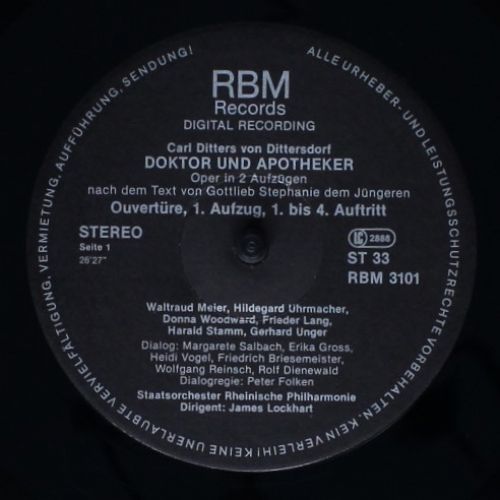 RBM
Records
DIGITAL RECORDING
Carl Ditters von Dittersdorf
DOKTOR UND APOTHEKER
Oper in 2 Aufzügen
nach dem Text von Gottlieb Stephanie dem Jüngeren
Ouvertüre, 1. Aufzug, 1. bis 4. Auftritt
STEREO
Seite 1
26'27"
LC 2886
ST 33
RBM 3101
Waltraud Meier, Hildegard Uhrmacher,
Donna Woodward, Frieder Lang,
Harald Stamm, Gerhard Unger
Dialog: Margarete Salbach, Erika Gross,
Heidi Vogel, Friedrich Briesemeister,
Wolfgang Reinsch, Rolf Dienewald
Dialogregie: Peter Folken
Staatsorchester Rheinische Philharmonie
Dirigent: James Lockhart
ALLE URHEBER- UND LEISTUNGSSCHUTZRECHTE VORBEHALTEN. KEIN VERLEIH! KEINE UNERLAUBTE VERVIELFÄLTIGUNG, VERMIETUNG, AUFFÜHRUNG, SENDUNG!